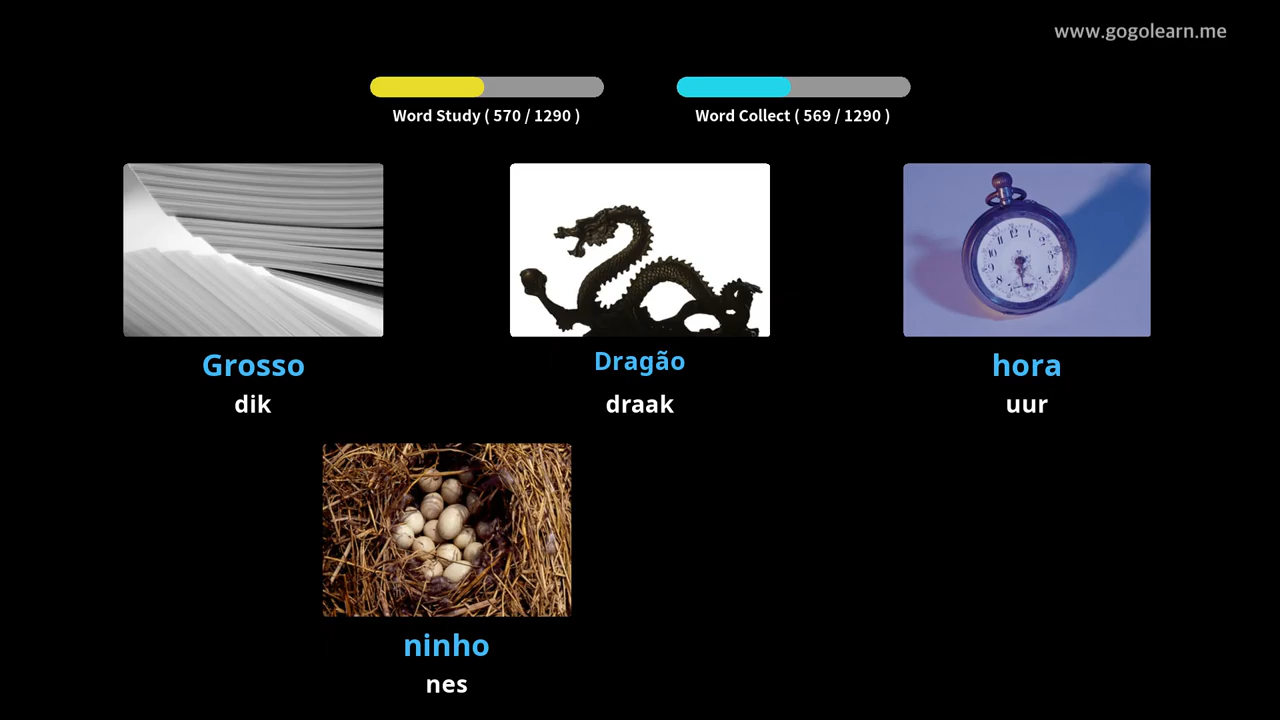 www.gogolearn.me
Word Study ( 570 / 1290 )
Word Collect ( 569 / 1290 )
Grosso
dik
Dragão
draak
hora
uur
ninho
nes